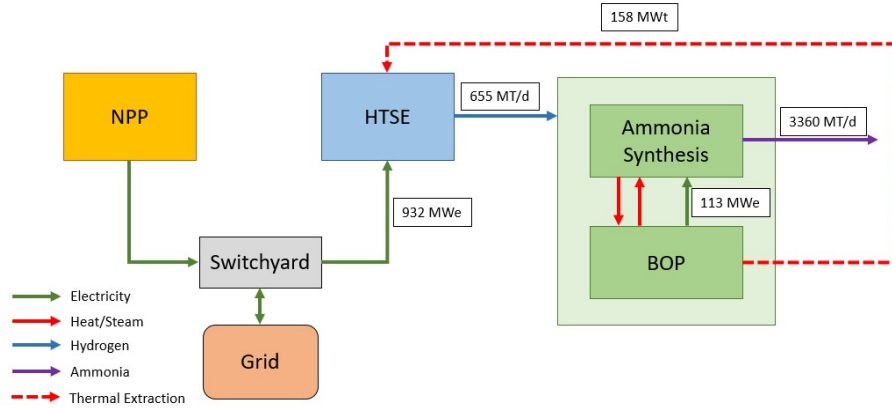 158 MWt
NPP
HTSE
655 MT/d
Ammonia
Synthesis
3360 MT/d
113 MWe
932 MWe
Switchyard
BOP
Grid
Electricity
Heat/Steam
Hydrogen
Ammonia
Thermal Extraction